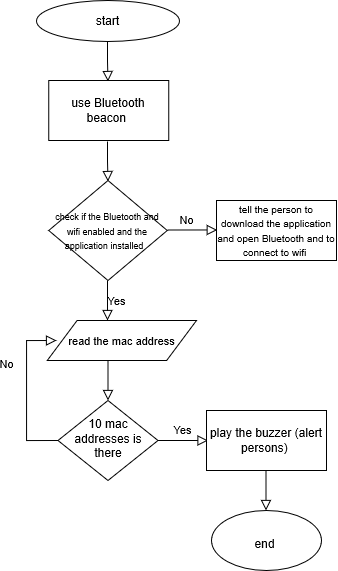 start
use Bluetooth
beacon
check if the Bluetooth and
wifi enabled and the
application installed
No
tell the person to
download the application
and open Bluetooth and to
connect to wifi
Yes
read the mac address
No
10 mac
addresses is
there
Yes
play the buzzer (alert
persons)
end